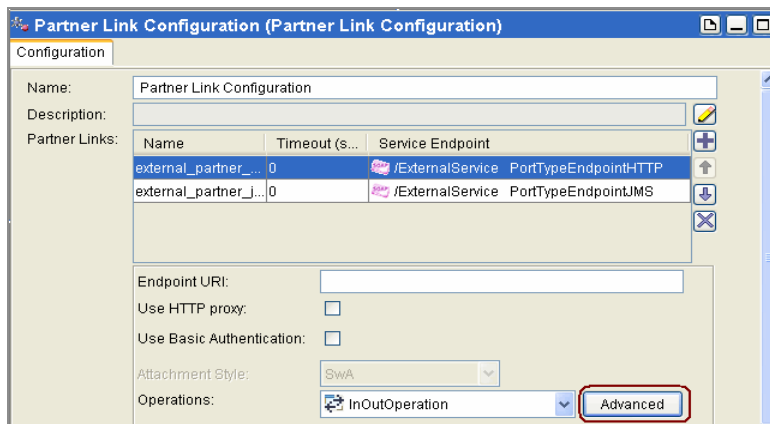 Partner Link Configuration (Partner Link Configuration)
Configuration
Name: Partner Link Configuration
Description:
Partner Links:
Name Timeout (s... Service Endpoint
external_partner_... 0 SOAP /ExternalService PortTypeEndpointHTTP
external_partner_j... 0 SOAP /ExternalService PortTypeEndpointJMS
Endpoint URI:
Use HTTP proxy:
Use Basic Authentication:
Attachment Style: SwA
Operations: InOutOperation Advanced